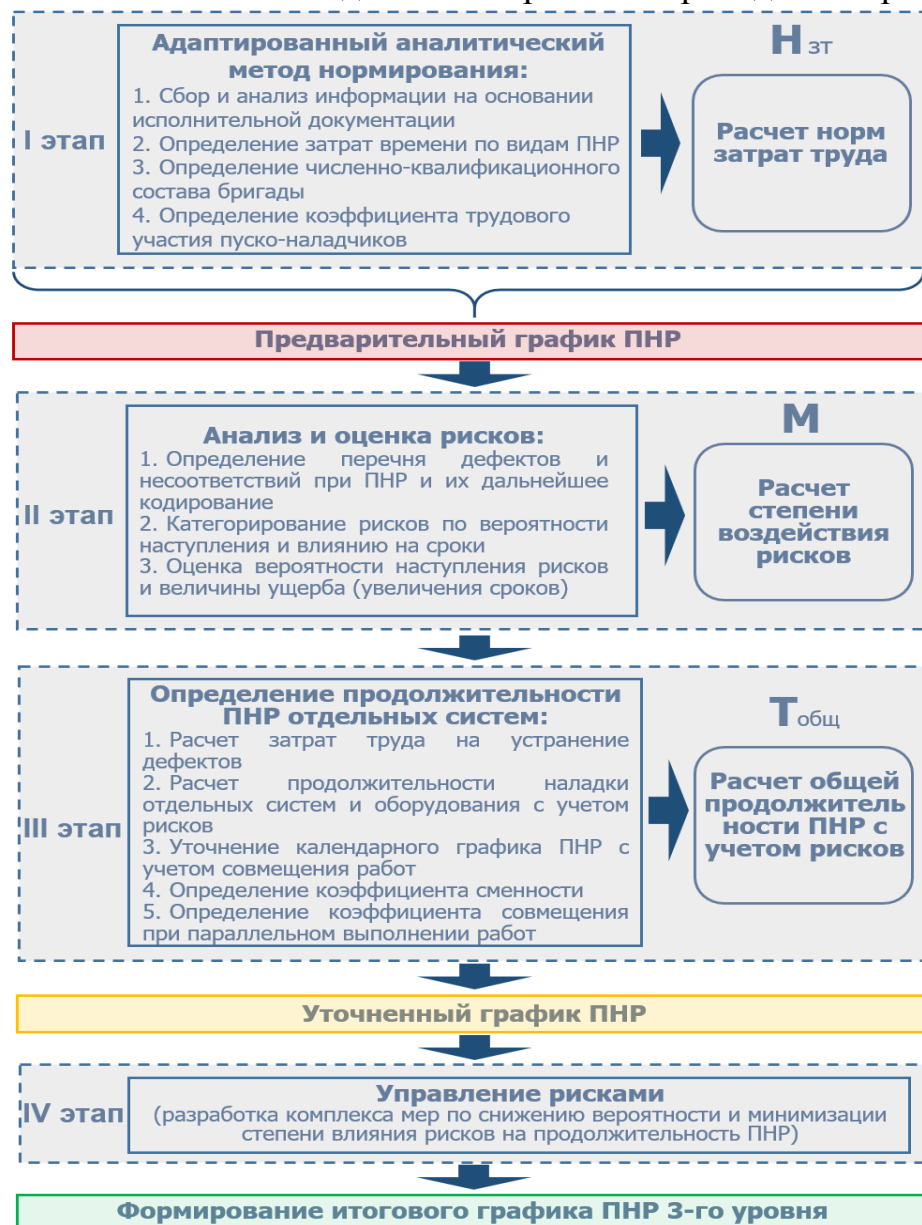 I этап
Адаптированный аналитический
метод нормирования:
1. Сбор и анализ информации на основании
исполнительной документации
2. Определение затрат времени по видам ПНР
3. Определение численно-квалификационного
состава бригады
4. Определение коэффициента трудового
участия пуско-наладчиков
Н зт
Расчет норм
затрат труда
Предварительный график ПНР
II этап
Анализ и оценка рисков:
1. Определение перечня дефектов и
несоответствий при ПНР и их дальнейшее
кодирование
2. Категорирование рисков по вероятности
наступления и влиянию на сроки
3. Оценка вероятности наступления рисков
и величины ущерба (увеличения сроков)
М
Расчет
степени
воздействия
рисков
III этап
Определение продолжительности
ПНР отдельных систем:
1. Расчет затрат труда на устранение
дефектов
2. Расчет продолжительности наладки
отдельных систем и оборудования с учетом
рисков
3. Уточнение календарного графика ПНР с
учетом совмещения работ
4. Определение коэффициента сменности
5. Определение коэффициента совмещения
при параллельном выполнении работ
Т общ
Расчет общей
продолжитель
ности ПНР с
учетом рисков
Уточненный график ПНР
IV этап
Управление рисками
(разработка комплекса мер по снижению вероятности и минимизации
степени влияния рисков на продолжительность ПНР)
Формирование итогового графика ПНР 3-го уровня